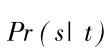 Pr ( s| t)